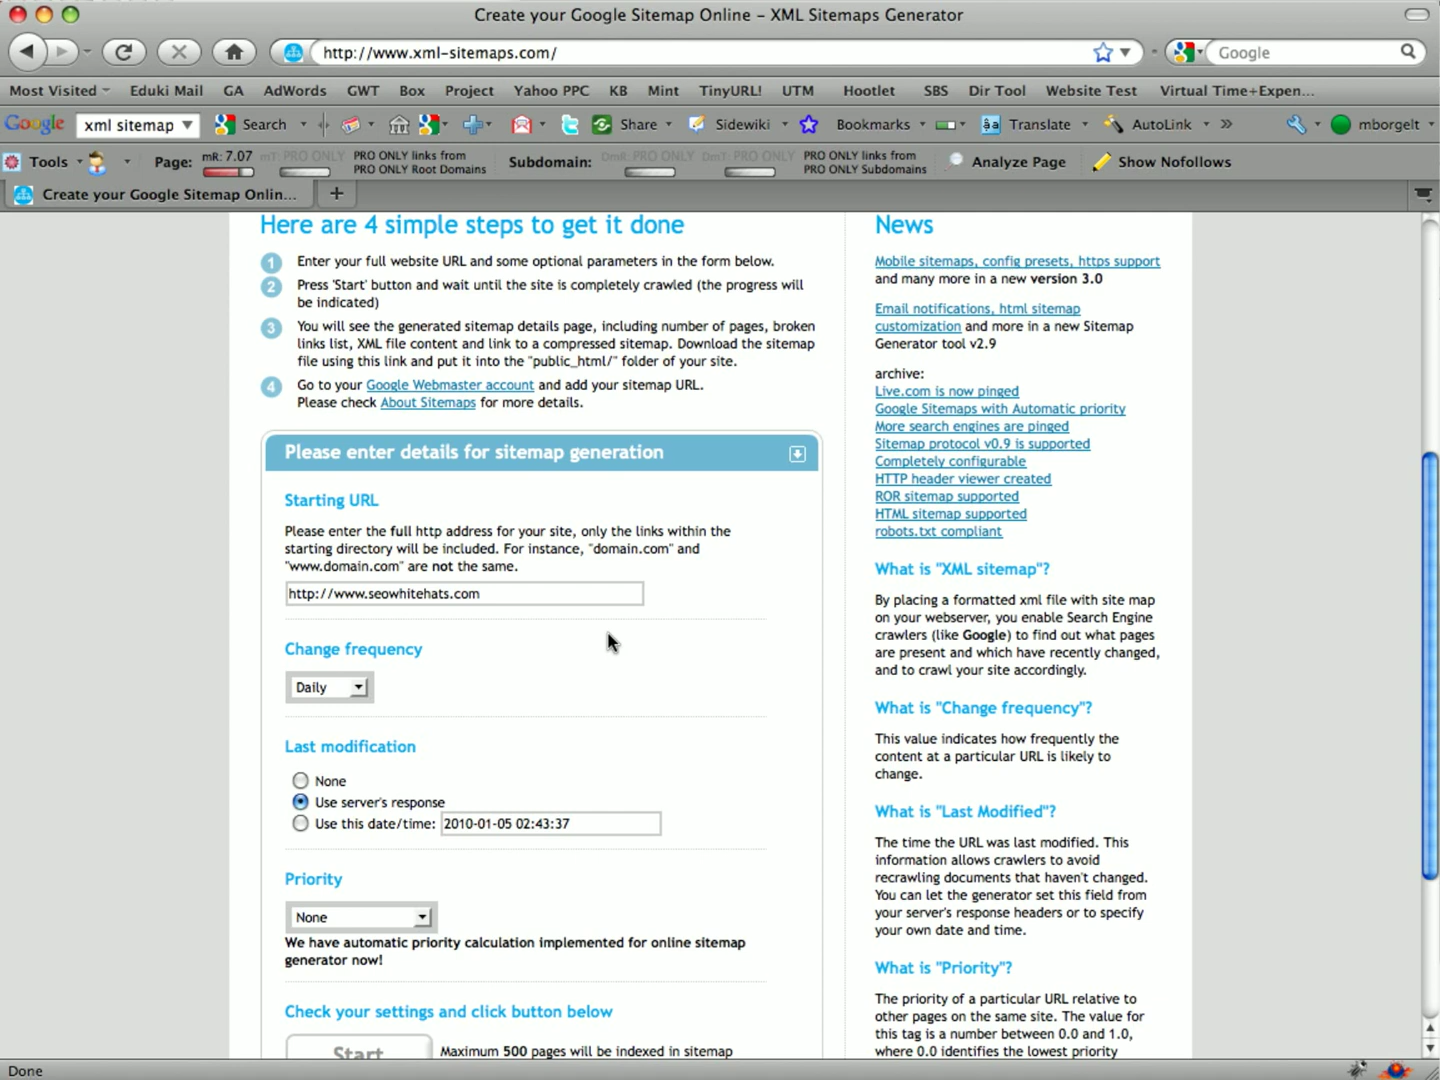 Create your Google Sitemap Online – XML Sitemaps Generator
http://www.xml-sitemaps.com/
Google
Most Visited Eduki Mail GA AdWords GWT Box Project Yahoo PPC KB Mint TinyURL! UTM Hootlet SBS Dir Tool Website Test Virtual Time+Expen...
Google xml sitemap Search Share Sidewiki Bookmarks Translate AutoLink » mborgelt
Tools Page: mR: 7.07 mT: PRO ONLY PRO ONLY links from Root Domains Subdomain: DmR: PRO ONLY DmT: PRO ONLY PRO ONLY links from Subdomains Analyze Page Show Nofollows
Create your Google Sitemap Onlin... +
Here are 4 simple steps to get it done
1 Enter your full website URL and some optional parameters in the form below.
2 Press 'Start' button and wait until the site is completely crawled (the progress will
be indicated)
3 You will see the generated sitemap details page, including number of pages, broken
links list, XML file content and link to a compressed sitemap. Download the sitemap
file using this link and put it into the "public_html/" folder of your site.
4 Go to your Google Webmaster account and add your sitemap URL.
Please check About Sitemaps for more details.
Please enter details for sitemap generation
Starting URL
Please enter the full http address for your site, only the links within the
starting directory will be included. For instance, "domain.com" and
"www.domain.com" are not the same.
http://www.seowhitehats.com
Change frequency
Daily
Last modification
None
Use server's response
Use this date/time: 2010-01-05 02:43:37
Priority
None
We have automatic priority calculation implemented for online sitemap
generator now!
Check your settings and click button below
Start Maximum 500 pages will be indexed in sitemap
News
Mobile sitemaps, config presets, https support
and many more in a new version 3.0
Email notifications, html sitemap
customization and more in a new Sitemap
Generator tool v2.9
archive:
Live.com is now pinged
Google Sitemaps with Automatic priority
More search engines are pinged
Sitemap protocol v0.9 is supported
Completely configurable
HTTP header viewer created
ROR sitemap supported
HTML sitemap supported
robots.txt compliant
What is "XML sitemap"?
By placing a formatted xml file with site map
on your webserver, you enable Search Engine
crawlers (like Google) to find out what pages
are present and which have recently changed,
and to crawl your site accordingly.
What is "Change frequency"?
This value indicates how frequently the
content at a particular URL is likely to
change.
What is "Last Modified"?
The time the URL was last modified. This
information allows crawlers to avoid
recrawling documents that haven't changed.
You can let the generator set this field from
your server's response headers or to specify
your own date and time.
What is "Priority"?
The priority of a particular URL relative to
other pages on the same site. The value for
this tag is a number between 0.0 and 1.0,
where 0.0 identifies the lowest priority
Done